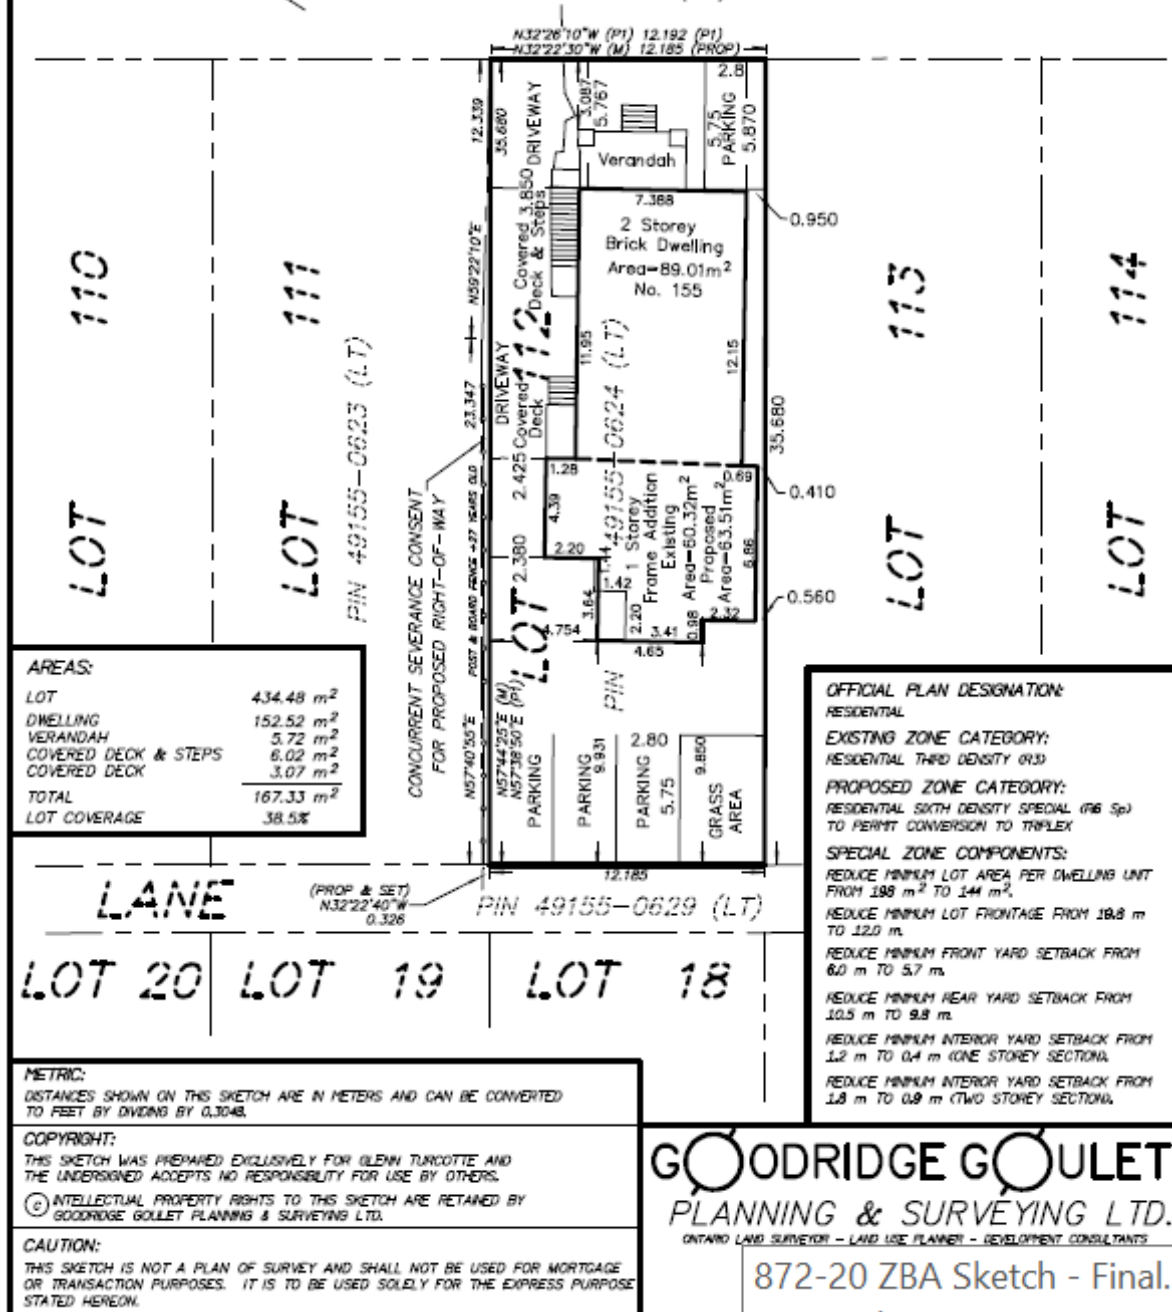 N32°26'10"W (P1) 12.192 (P1)
N32°22'30"W (M) 12.185 (PROP)
12.339
35.680
DRIVEWAY
3.087
5.767
2.8
5.75
PARKING
5.870
Verandah
7.388
0.950
2 Storey
Brick Dwelling
Area=89.01m²
No. 155
3.850
Covered
Deck & Steps
N59°22'10"E
LOT 110
LOT 111
LOT 112
LOT 113
LOT 114
PIN 49155-0623 (LT)
PIN 49155-0624 (LT)
11.95
12.15
35.680
23.347
DRIVEWAY
Covered
Deck
2.425
1.28
0.69
0.410
4.39
2.380
2.20
1.44
1.42
3.64
2.20
3.41
4.65
0.98
2.32
6.86
0.560
4.754
1 Storey
Frame Addition
Existing
Area=60.32m²
Proposed
Area=63.51m²
CONCURRENT SEVERANCE CONSENT
FOR PROPOSED RIGHT-OF-WAY
POST & BOARD FENCE +27 YEARS OLD
N57°40'55"E
N57°44'25"E (M)
N57°38'50"E (P1)
PARKING
PARKING
9.931
2.80
PARKING
5.75
9.850
GRASS
AREA
12.185
AREAS:
LOT 434.48 m²
DWELLING 152.52 m²
VERANDAH 5.72 m²
COVERED DECK & STEPS 6.02 m²
COVERED DECK 3.07 m²
TOTAL 167.33 m²
LOT COVERAGE 38.5%
LANE
(PROP & SET)
N32°22'40"W
0.326
PIN 49155-0629 (LT)
LOT 20
LOT 19
LOT 18
OFFICIAL PLAN DESIGNATION:
RESIDENTIAL
EXISTING ZONE CATEGORY:
RESIDENTIAL THIRD DENSITY (R3)
PROPOSED ZONE CATEGORY:
RESIDENTIAL SIXTH DENSITY SPECIAL (R6 Sp)
TO PERMIT CONVERSION TO TRIPLEX
SPECIAL ZONE COMPONENTS:
REDUCE MINIMUM LOT AREA PER DWELLING UNIT
FROM 198 m² TO 144 m².
REDUCE MINIMUM LOT FRONTAGE FROM 19.8 m
TO 12.0 m.
REDUCE MINIMUM FRONT YARD SETBACK FROM
6.0 m TO 5.7 m.
REDUCE MINIMUM REAR YARD SETBACK FROM
10.5 m TO 9.8 m.
REDUCE MINIMUM INTERIOR YARD SETBACK FROM
1.2 m TO 0.4 m (ONE STOREY SECTION).
REDUCE MINIMUM INTERIOR YARD SETBACK FROM
1.8 m TO 0.9 m (TWO STOREY SECTION).
METRIC:
DISTANCES SHOWN ON THIS SKETCH ARE IN METERS AND CAN BE CONVERTED
TO FEET BY DIVIDING BY 0.3048.
COPYRIGHT:
THIS SKETCH WAS PREPARED EXCLUSIVELY FOR GLENN TURCOTTE AND
THE UNDERSIGNED ACCEPTS NO RESPONSIBILITY FOR USE BY OTHERS.
© INTELLECTUAL PROPERTY RIGHTS TO THIS SKETCH ARE RETAINED BY
GOODRIDGE GOULET PLANNING & SURVEYING LTD.
CAUTION:
THIS SKETCH IS NOT A PLAN OF SURVEY AND SHALL NOT BE USED FOR MORTGAGE
OR TRANSACTION PURPOSES. IT IS TO BE USED SOLELY FOR THE EXPRESS PURPOSE
STATED HEREON.
GOODRIDGE GOULET
PLANNING & SURVEYING LTD.
ONTARIO LAND SURVEYOR - LAND USE PLANNER - DEVELOPMENT CONSULTANTS
872-20 ZBA Sketch - Final.